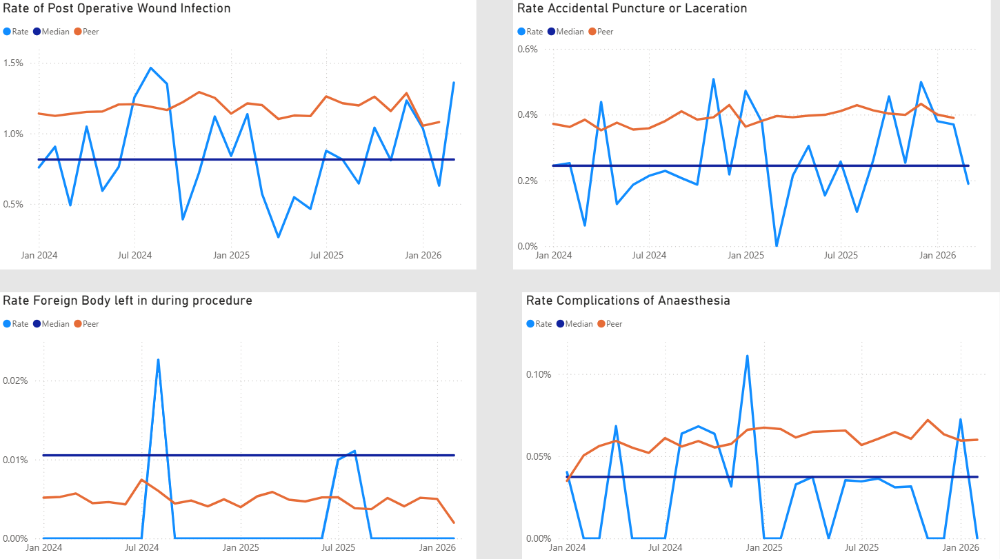 Rate of Post Operative Wound Infection
Rate Median Peer
1.5%
1.0%
0.5%
Jan 2024 Jul 2024 Jan 2025 Jul 2025 Jan 2026
Rate Accidental Puncture or Laceration
Rate Median Peer
0.6%
0.4%
0.2%
0.0%
Jan 2024 Jul 2024 Jan 2025 Jul 2025 Jan 2026
Rate Foreign Body left in during procedure
Rate Median Peer
0.02%
0.01%
0.00%
Jan 2024 Jul 2024 Jan 2025 Jul 2025 Jan 2026
Rate Complications of Anaesthesia
Rate Median Peer
0.10%
0.05%
0.00%
Jan 2024 Jul 2024 Jan 2025 Jul 2025 Jan 2026